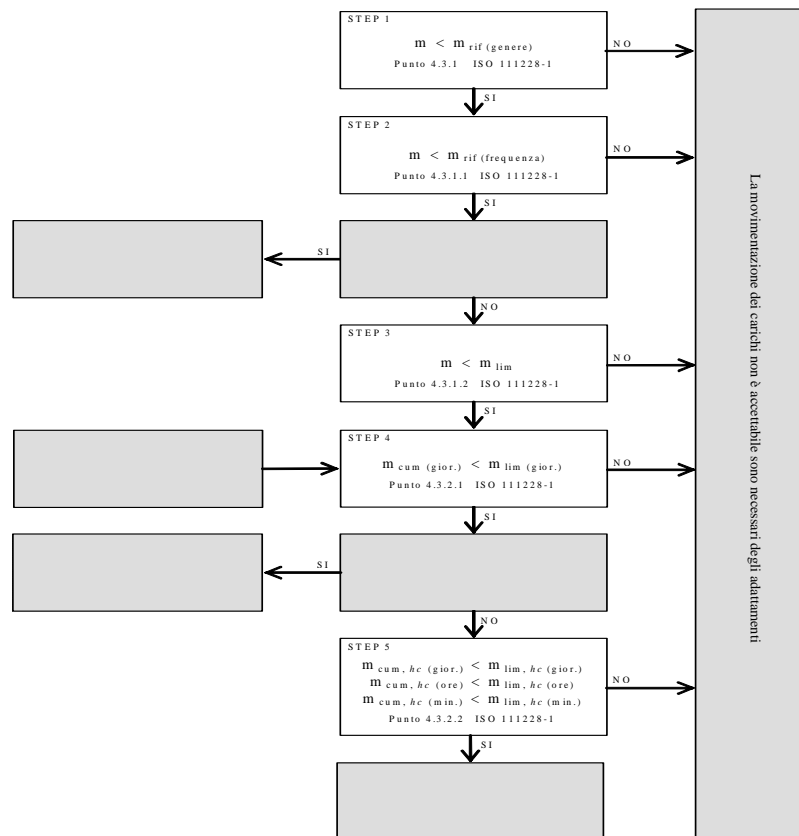 STEP 1
m < m rif (genere)
Punto 4.3.1 ISO 111228-1
NO
SI
STEP 2
m < m rif (frequenza)
Punto 4.3.1.1 ISO 111228-1
NO
SI
SI
NO
STEP 3
m < m lim
Punto 4.3.1.2 ISO 111228-1
NO
SI
STEP 4
m cum (gior.) < m lim (gior.)
Punto 4.3.2.1 ISO 111228-1
NO
SI
SI
NO
STEP 5
m cum, hc (gior.) < m lim, hc (gior.)
m cum, hc (ore) < m lim, hc (ore)
m cum, hc (min.) < m lim, hc (min.)
Punto 4.3.2.2 ISO 111228-1
NO
SI
La movimentazione dei carichi non è accettabile sono necessari degli adattamenti